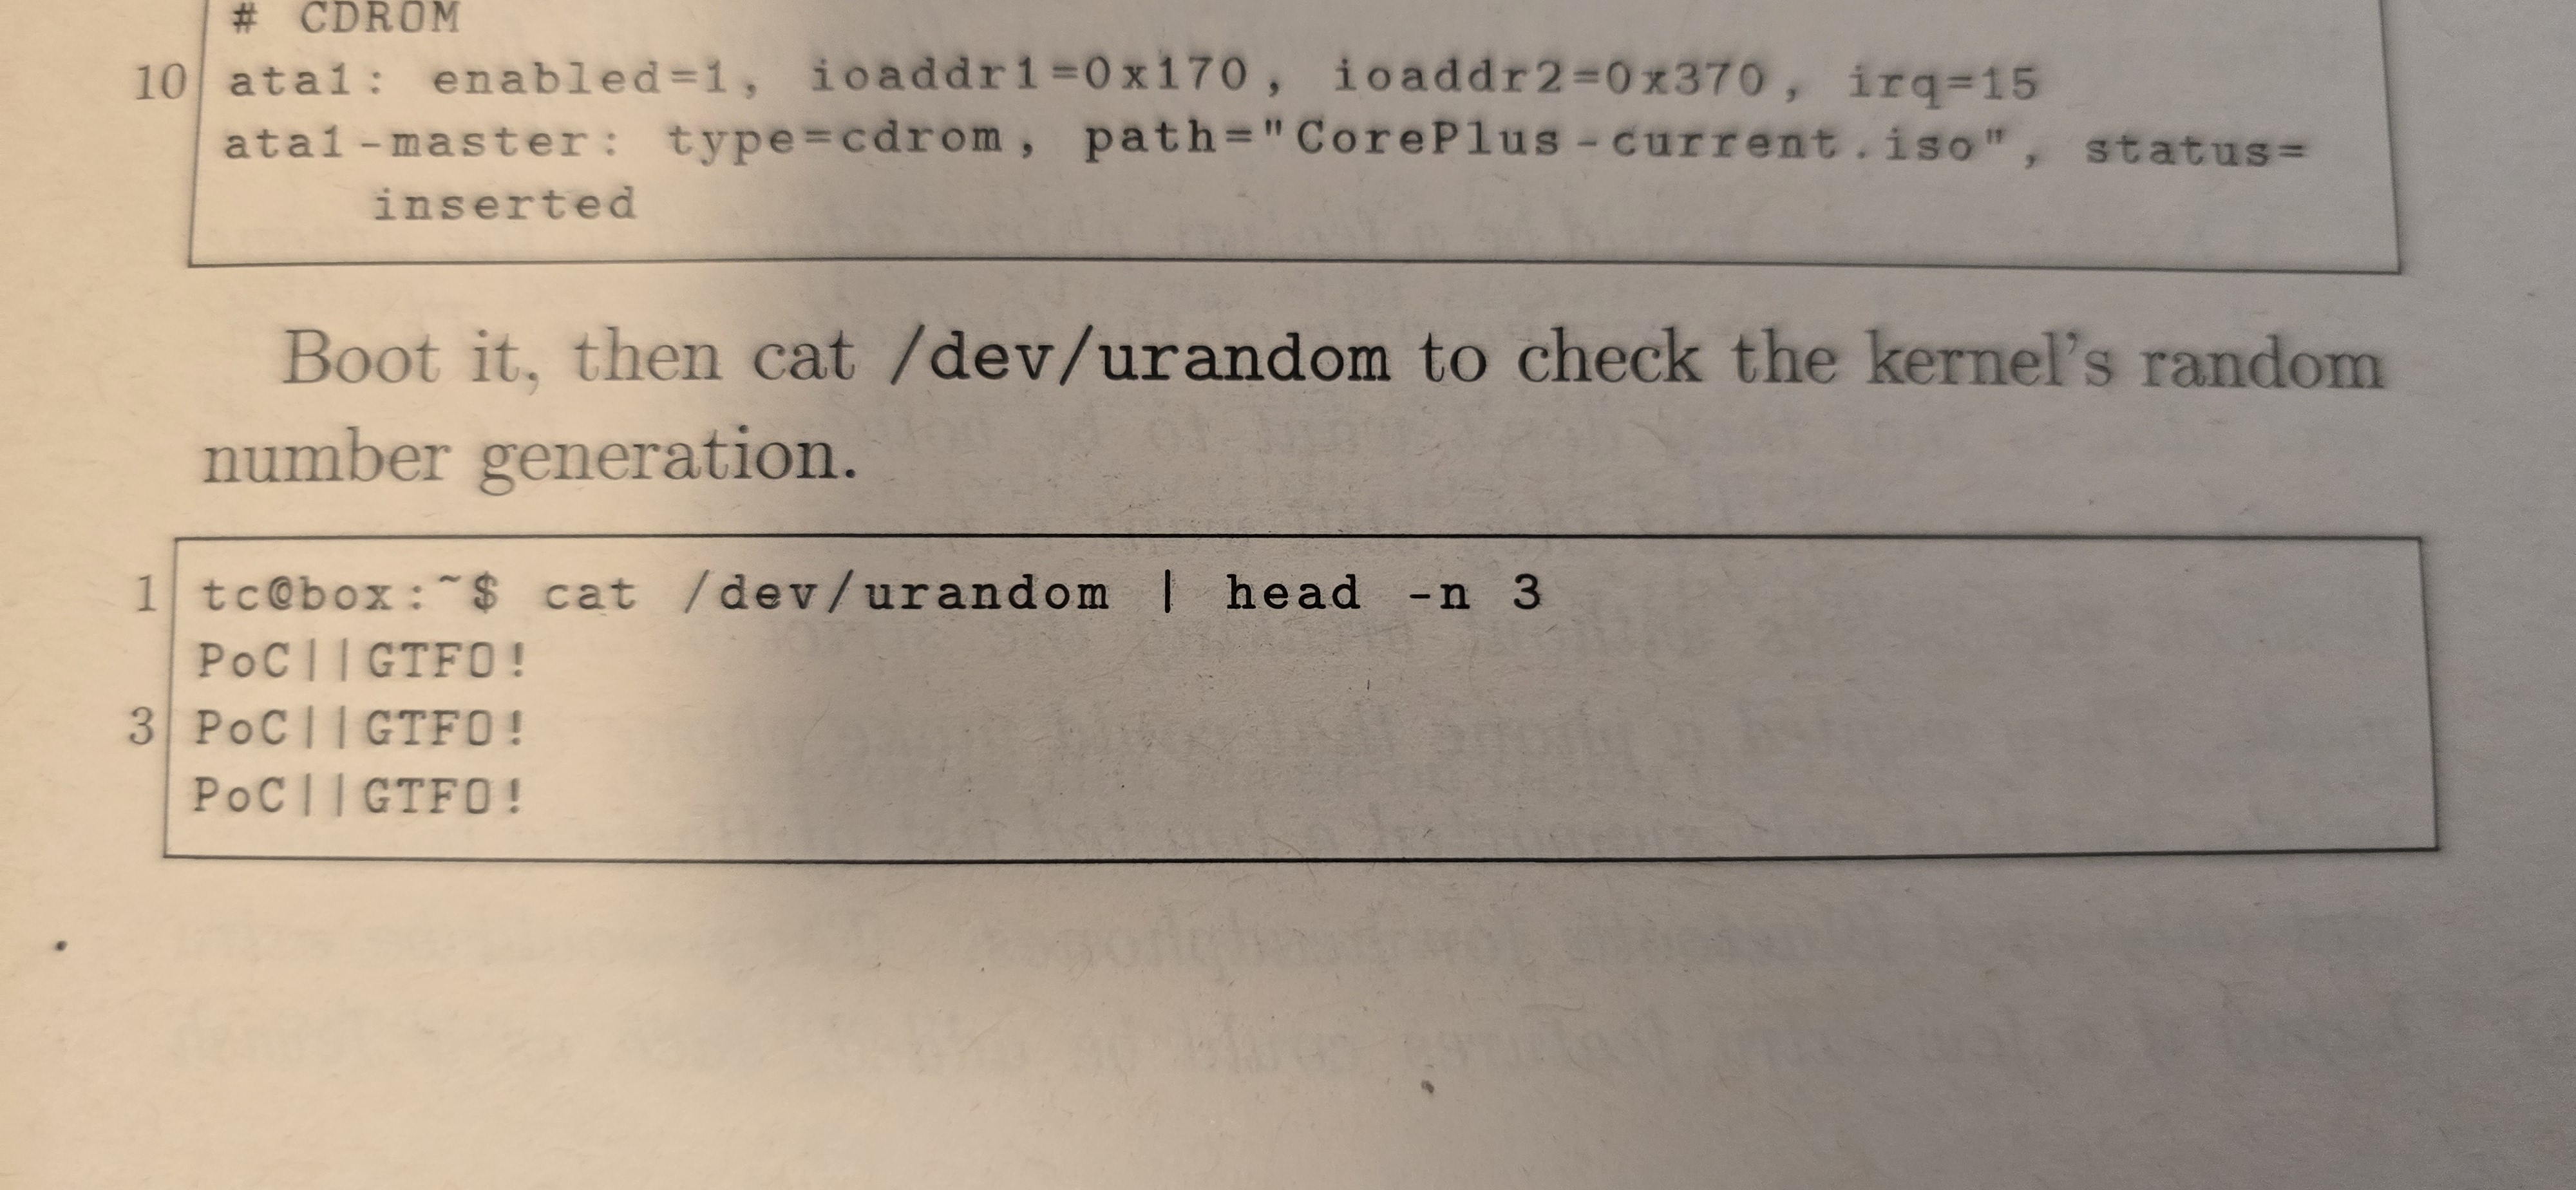 # CDROM
10 ata1: enabled=1, ioaddr1=0x170, ioaddr2=0x370, irq=15
ata1-master: type=cdrom, path="CorePlus-current.iso", status=
inserted
Boot it, then cat /dev/urandom to check the kernel's random
number generation.
1 tc@box:~$ cat /dev/urandom | head -n 3
PoC||GTFO!
3 PoC||GTFO!
PoC||GTFO!